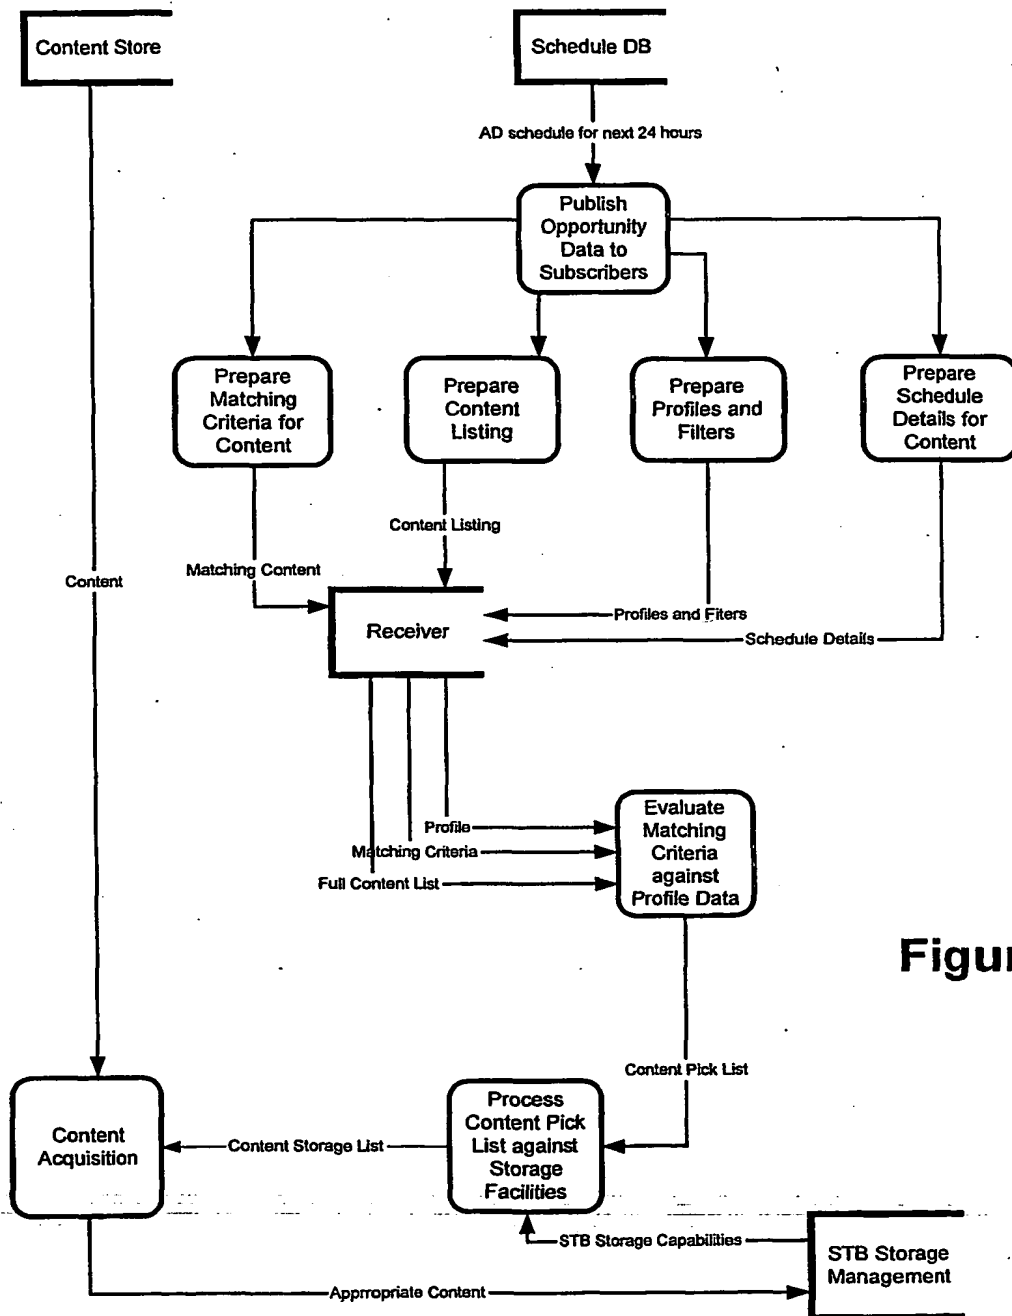 Content Store
Schedule DB
AD schedule for next 24 hours
Publish
Opportunity
Data to
Subscribers
Prepare
Matching
Criteria for
Content
Prepare
Content
Listing
Prepare
Profiles and
Filters
Prepare
Schedule
Details for
Content
Content Listing
Matching Content
Content
Profiles and Fiters
Receiver
Schedule Details
Evaluate
Matching
Criteria
against
Profile Data
Profile
Matching Criteria
Full Content List
Figur
Content Pick List
Process
Content Pick
List against
Storage
Facilities
Content
Acquisition
Content Storage List
STB Storage Capabilities
STB Storage
Management
Apprropriate Content